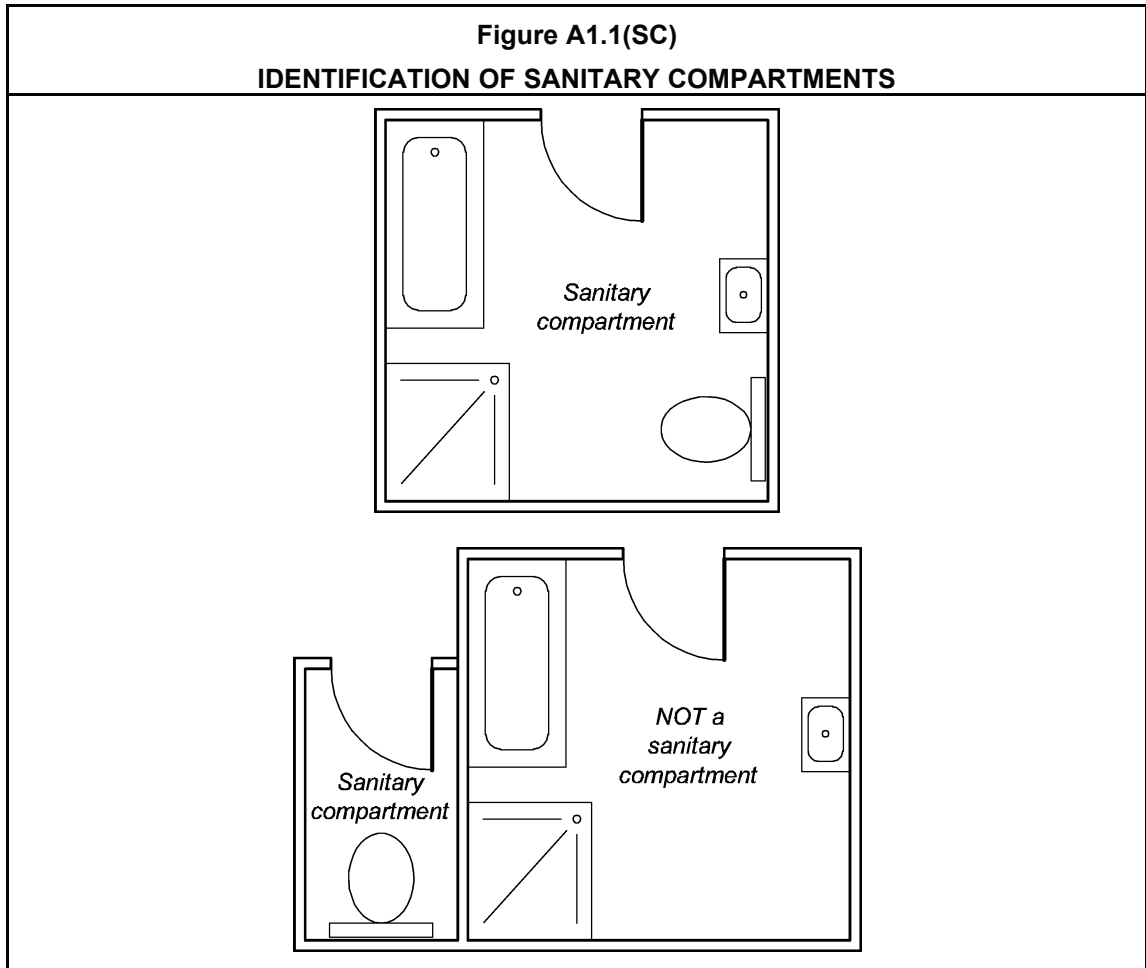 Figure A1.1(SC)
IDENTIFICATION OF SANITARY COMPARTMENTS
Sanitary
compartment
NOT a
sanitary
compartment
Sanitary
compartment